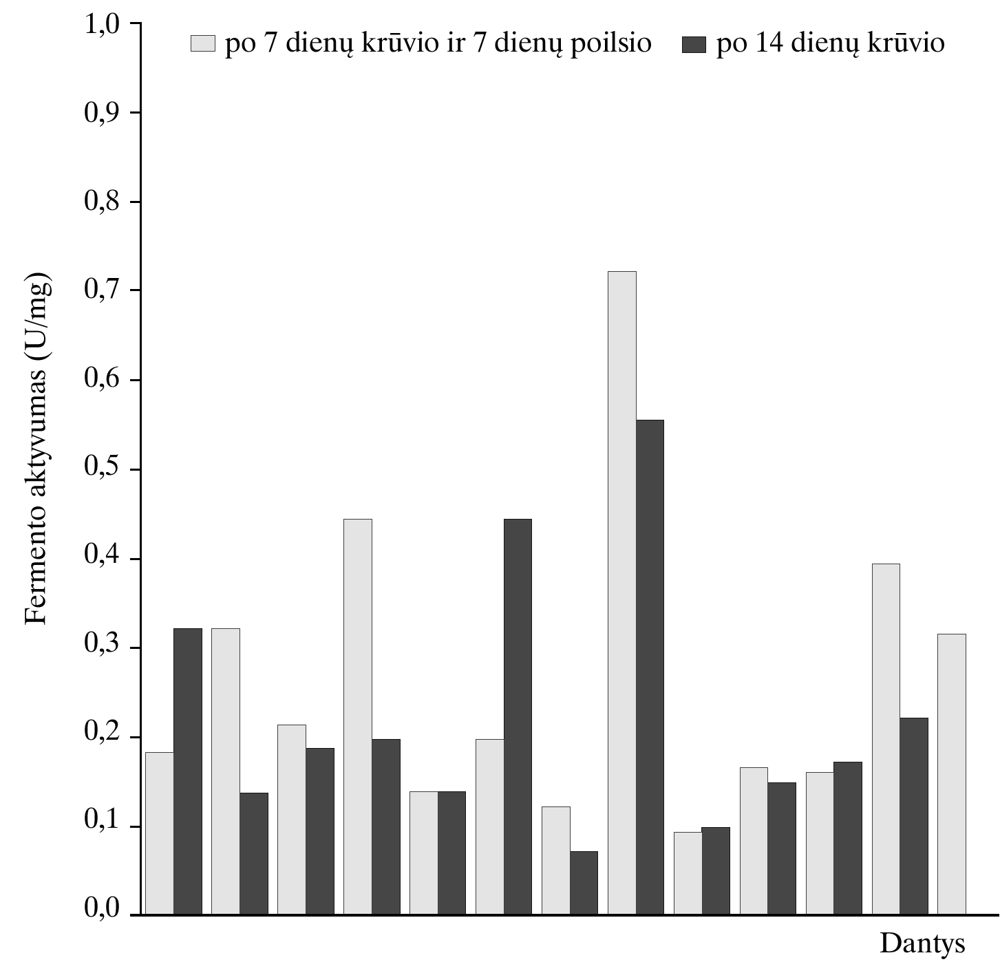 po 7 dienų krūvio ir 7 dienų poilsio
po 14 dienų krūvio
Fermento aktyvumas (U/mg)
1,0
0,9
0,8
0,7
0,6
0,5
0,4
0,3
0,2
0,1
0,0
Dantys